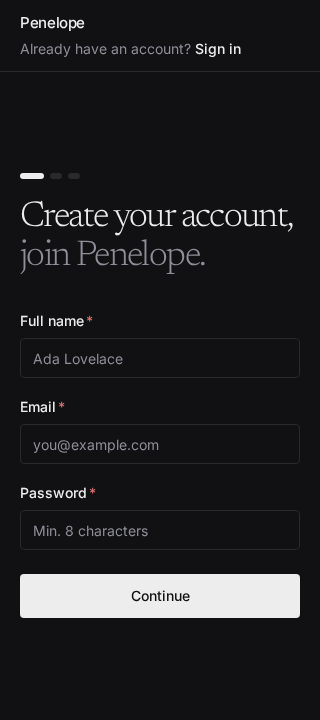 Penelope
Already have an account? Sign in
Create your account,
join Penelope.
Full name*
Ada Lovelace
Email*
you@example.com
Password*
Min. 8 characters
Continue